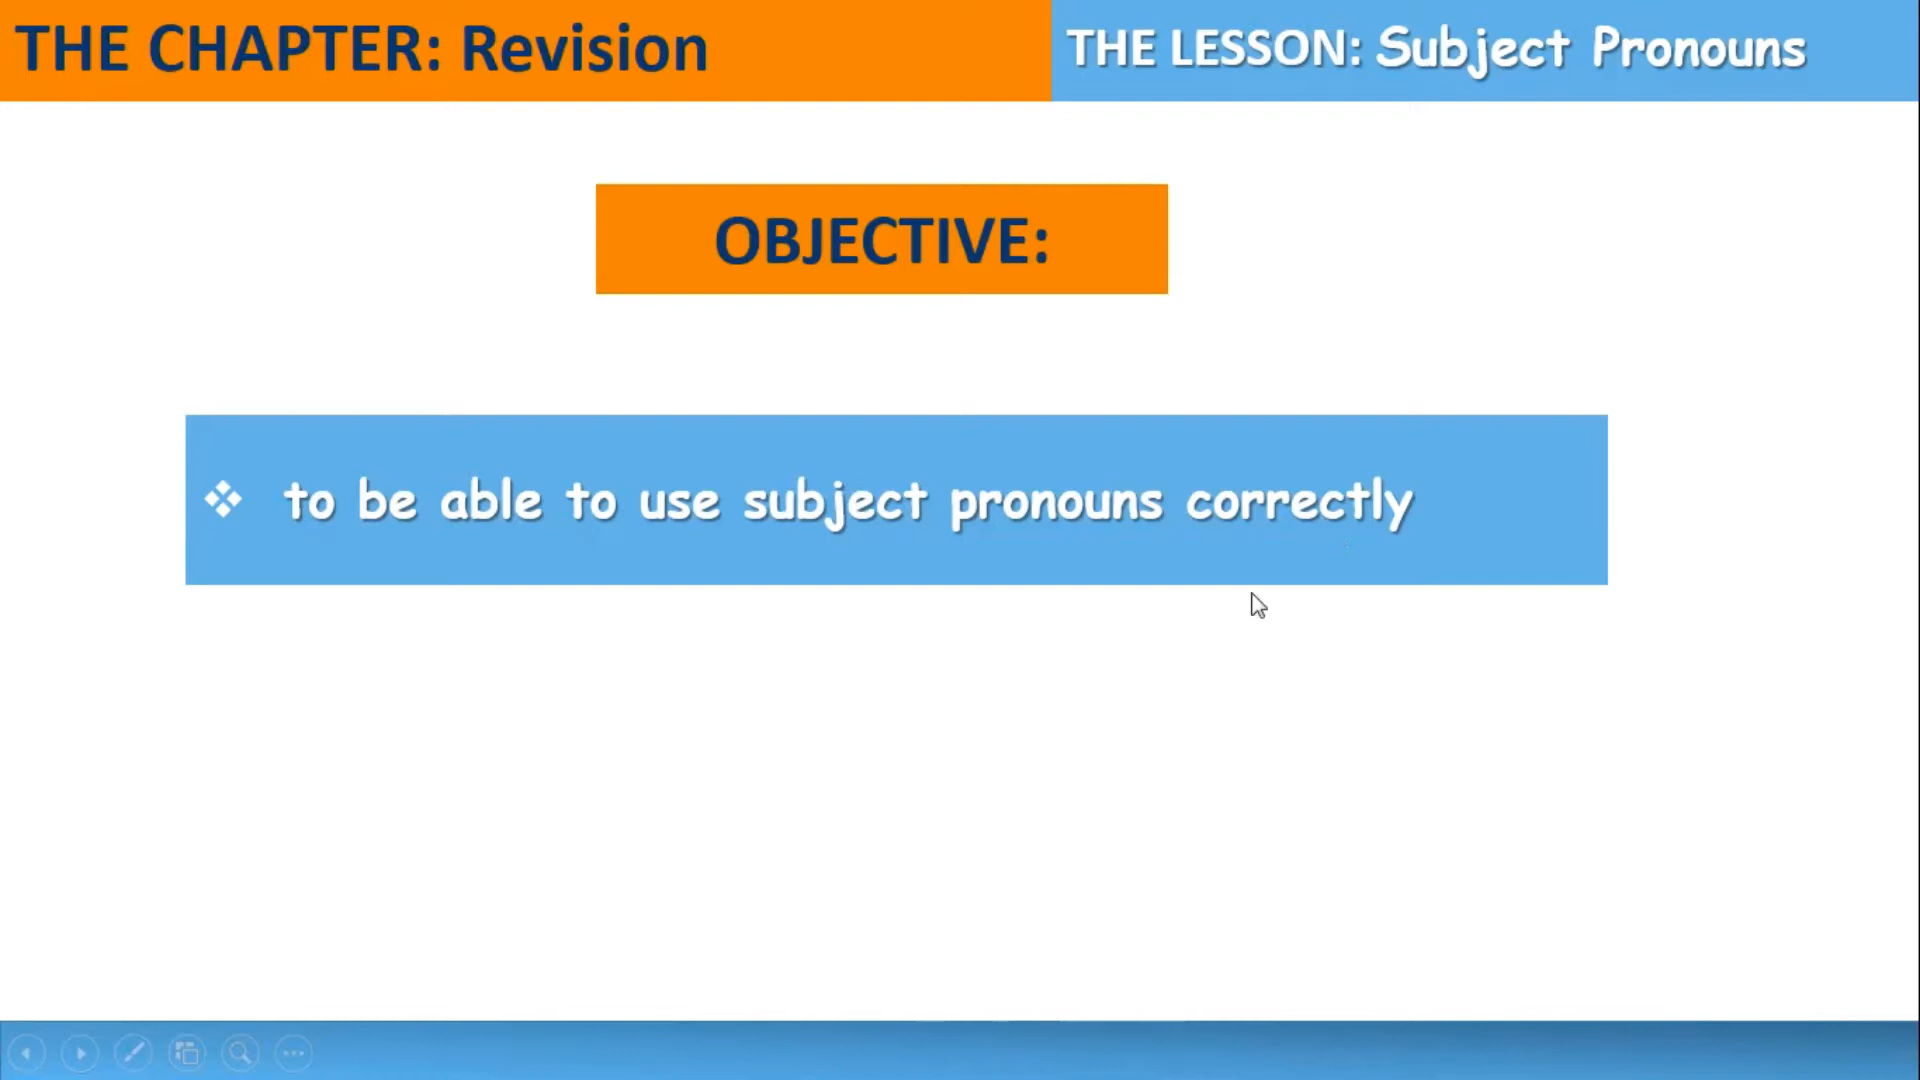 THE CHAPTER: Revision
THE LESSON: Subject Pronouns
OBJECTIVE:
to be able to use subject pronouns correctly